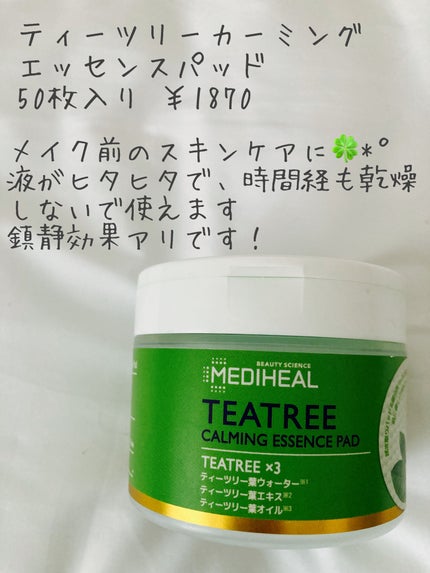 ティーツリーカーミング
エッセンスパッド
50枚入り ￥1870
メイク前のスキンケアに🍀*°
液がヒタヒタで、時間経も乾燥
しないで使えます
鎮静効果アリです！
BEAUTY SCIENCE
MEDIHEAL
TEATREE
CALMING ESSENCE PAD
TEATREE ×3
ティーツリー葉ウォーター※1
ティーツリー葉エキス※2
ティーツリー葉オイル※3